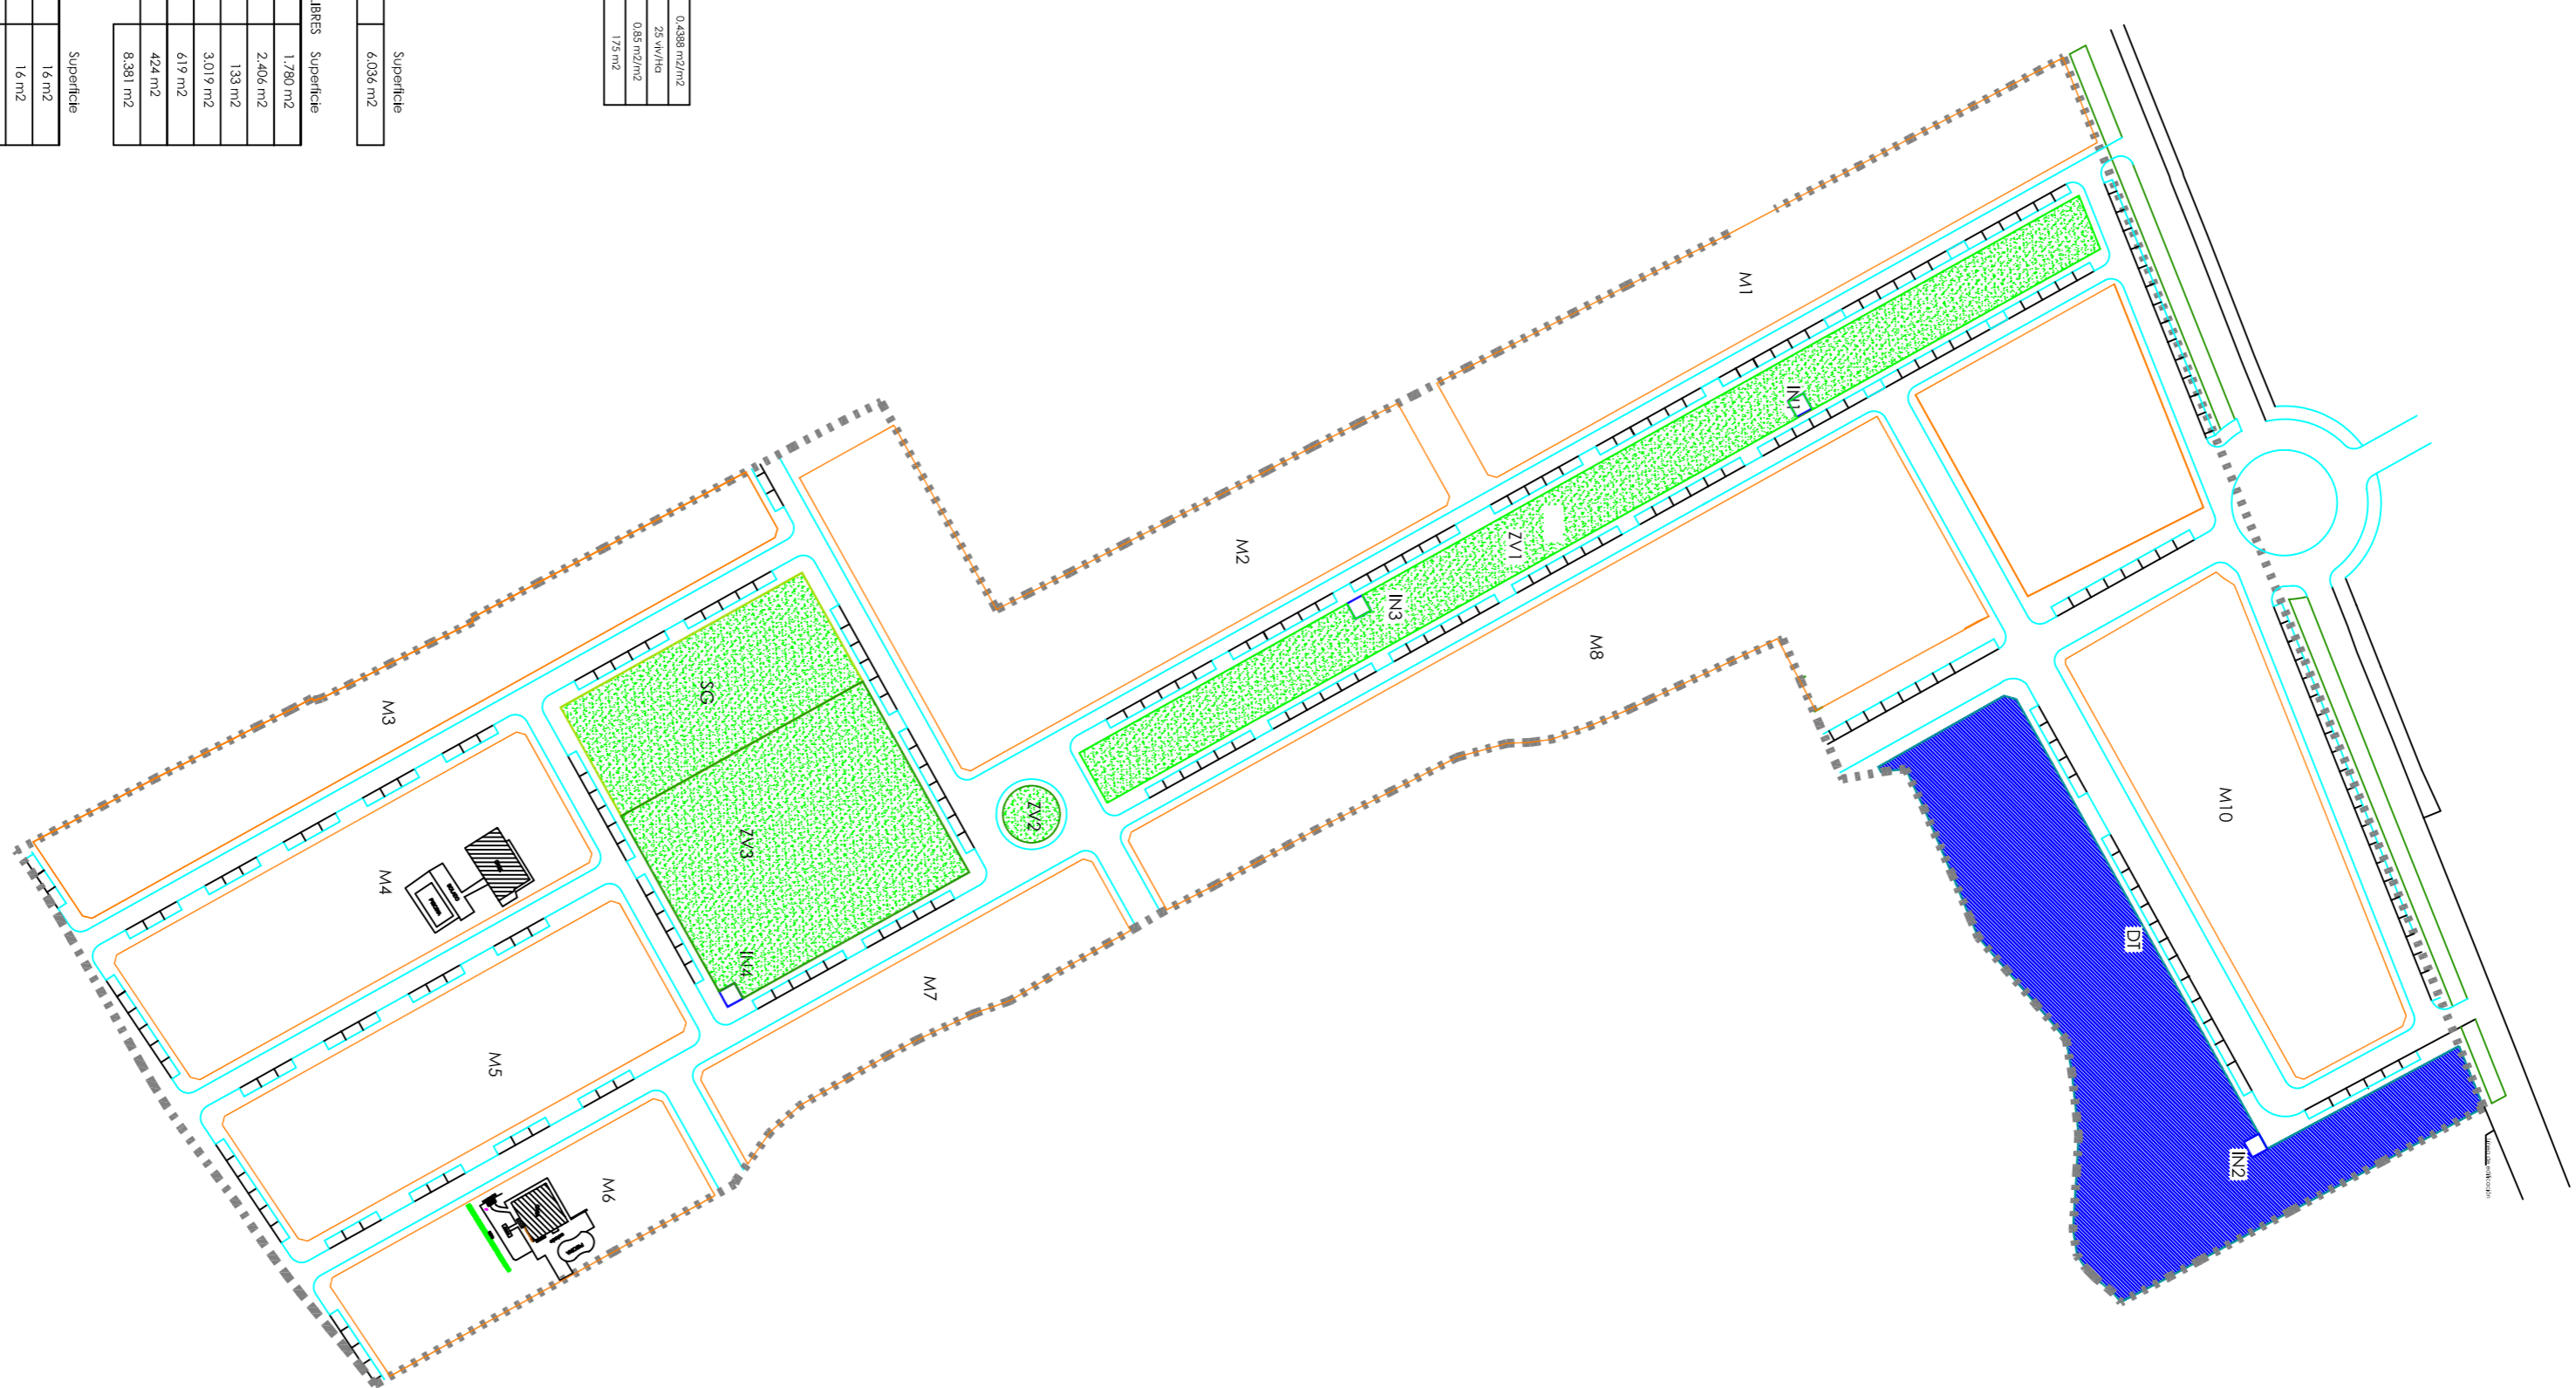 Línea de edificación
IN2
M10
DT
IN1
M1
M8
ZV1
IN3
M2
ZV2
M7
ZV3
IN4
SG
M6
M5
M3
M4
0,4388 m2/m2
25 viv/Ha
0,85 m2/m2
175 m2
Superficie
6.036 m2
IBRES Superficie
1.780 m2
2.406 m2
133 m2
3.019 m2
619 m2
424 m2
8.381 m2
Superficie
16 m2
16 m2